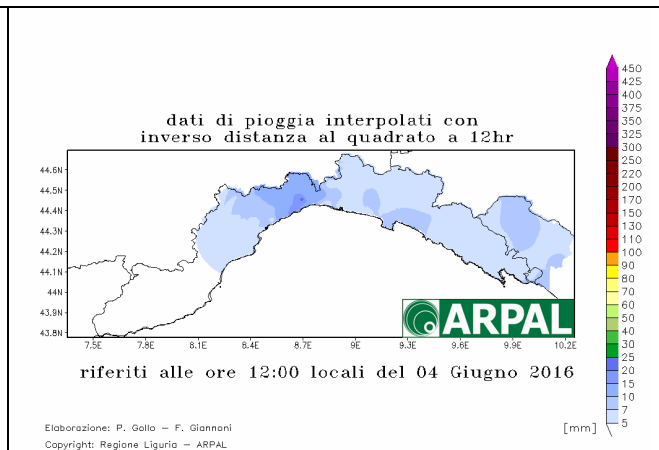 dati di pioggia interpolati con
inverso distanza al quadrato a 12hr
44.6N
44.5N
44.4N
44.3N
44.2N
44.1N
44N
43.9N
43.8N
7.5E 7.8E 8.1E 8.4E 8.7E 9E 9.3E 9.6E 9.9E 10.2E
ARPAL
riferiti alle ore 12:00 locali del 04 Giugno 2016
450
425
400
375
350
325
300
250
220
200
170
150
130
110
100
90
80
70
60
50
40
30
25
20
15
10
7
5
[mm]
Elaborazione: P. Gollo – F. Giannoni
Copyright: Regione Liguria – ARPAL